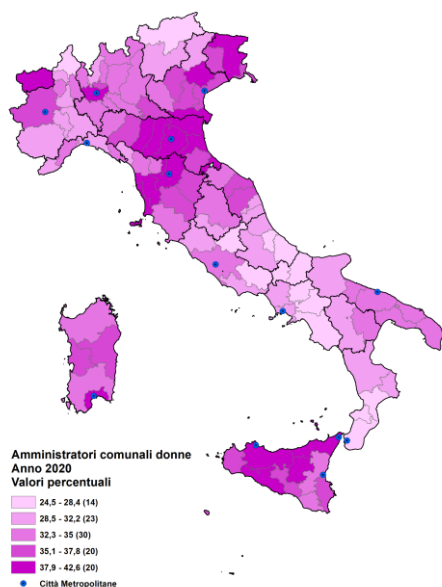 Amministratori comunali donne
Anno 2020
Valori percentuali
24,5 - 28,4 (14)
28,5 - 32,2 (23)
32,3 - 35 (30)
35,1 - 37,8 (20)
37,9 - 42,6 (20)
Città Metropolitane